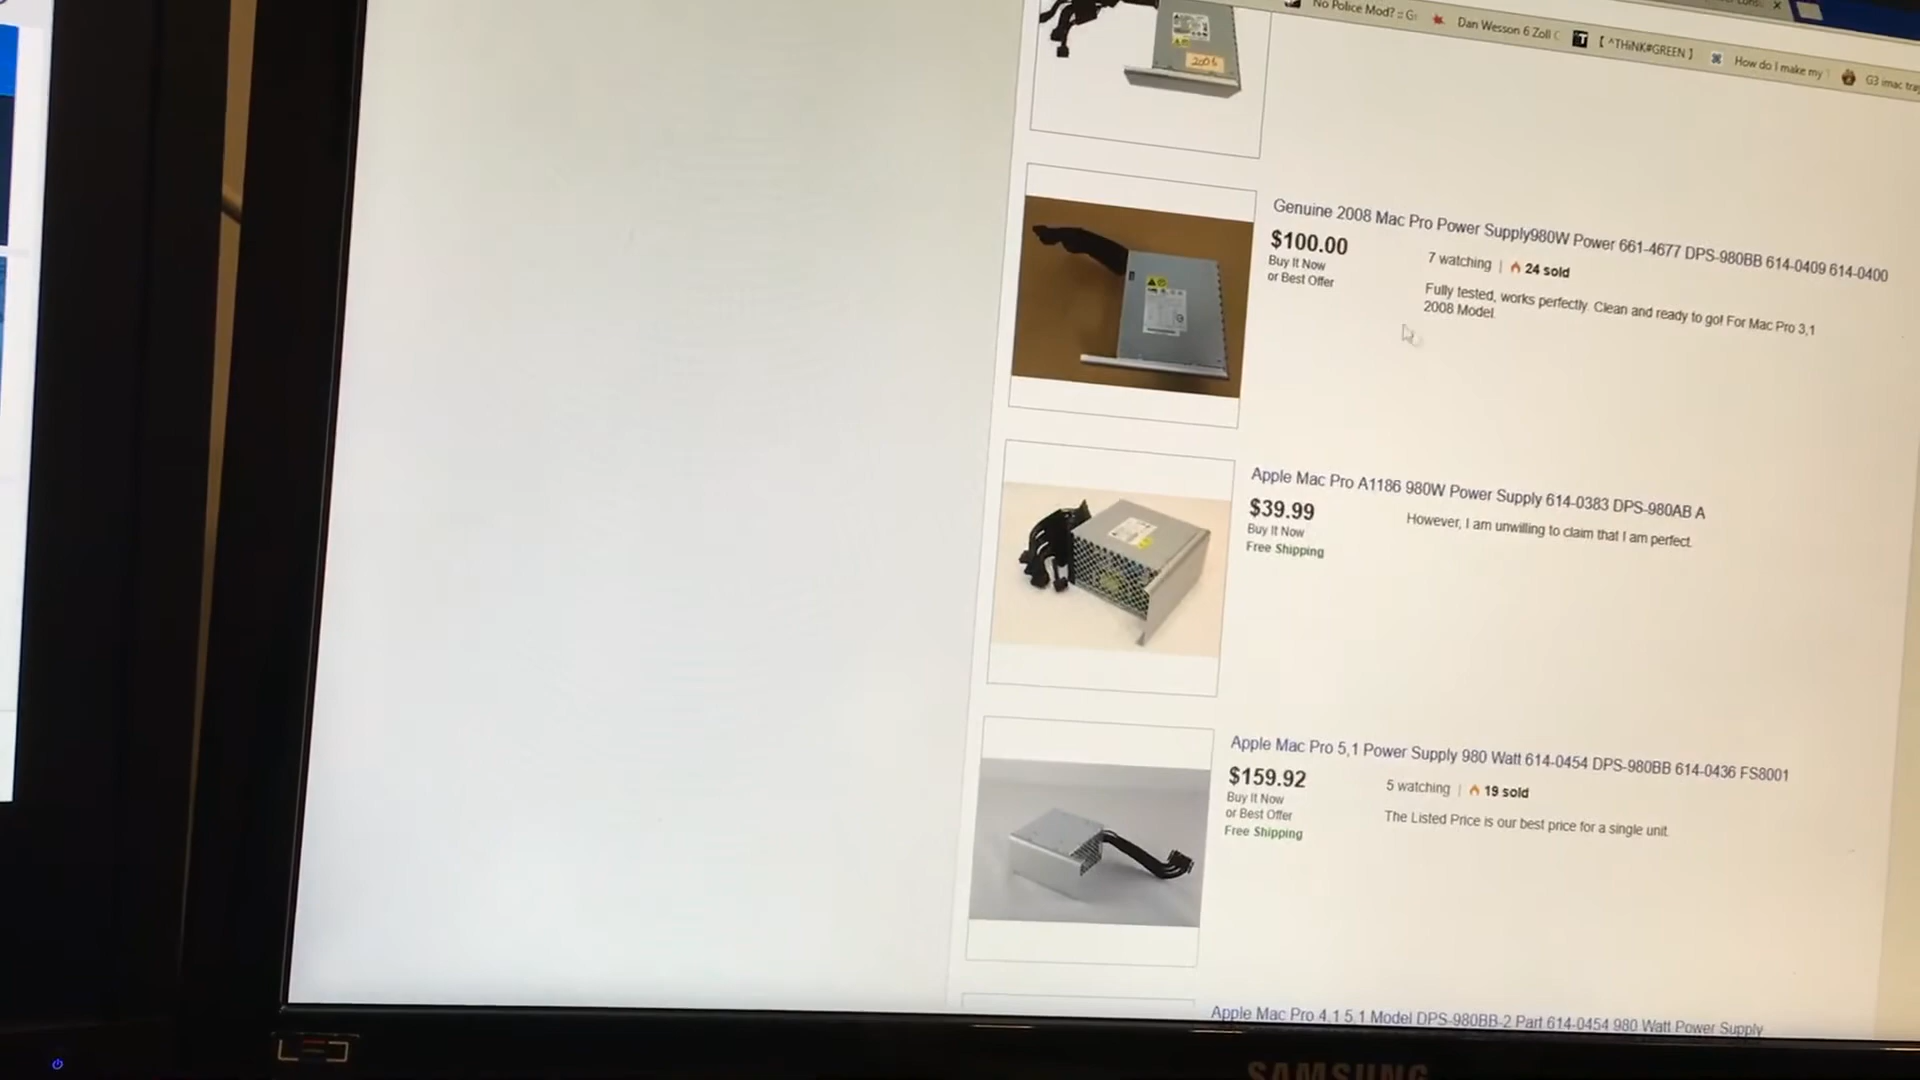 No Police Mod? :: G
Dan Wesson 6 Zoll
【 ^THiNK#GREEN 】
How do I make my
G3 imac tray
2006
Genuine 2008 Mac Pro Power Supply980W Power 661-4677 DPS-980BB 614-0409 614-0400
$100.00
Buy It Now
or Best Offer
7 watching | 24 sold
Fully tested, works perfectly. Clean and ready to go! For Mac Pro 3,1
2008 Model.
Apple Mac Pro A1186 980W Power Supply 614-0383 DPS-980AB A
$39.99
Buy It Now
Free Shipping
However, I am unwilling to claim that I am perfect.
Apple Mac Pro 5,1 Power Supply 980 Watt 614-0454 DPS-980BB 614-0436 FS8001
$159.92
Buy It Now
or Best Offer
Free Shipping
5 watching | 19 sold
The Listed Price is our best price for a single unit.
Apple Mac Pro 4,1 5,1 Model DPS-980BB-2 Part 614-0454 980 Watt Power Supply
LED
SAMSUNG